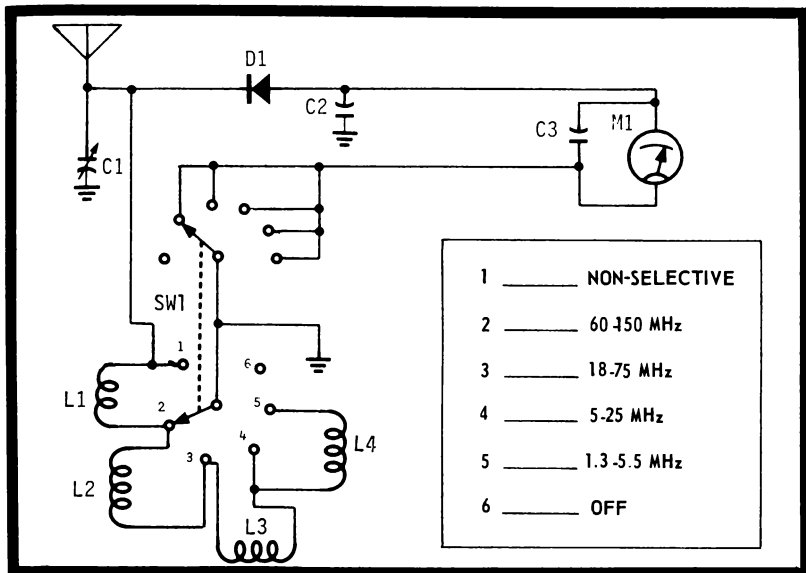 D1
C2
C3
M1
C1
SW1
1
6
L1
2
5
4
L4
3
L2
L3
1 NON-SELECTIVE
2 60-150 MHz
3 18-75 MHz
4 5-25 MHz
5 1.3-5.5 MHz
6 OFF